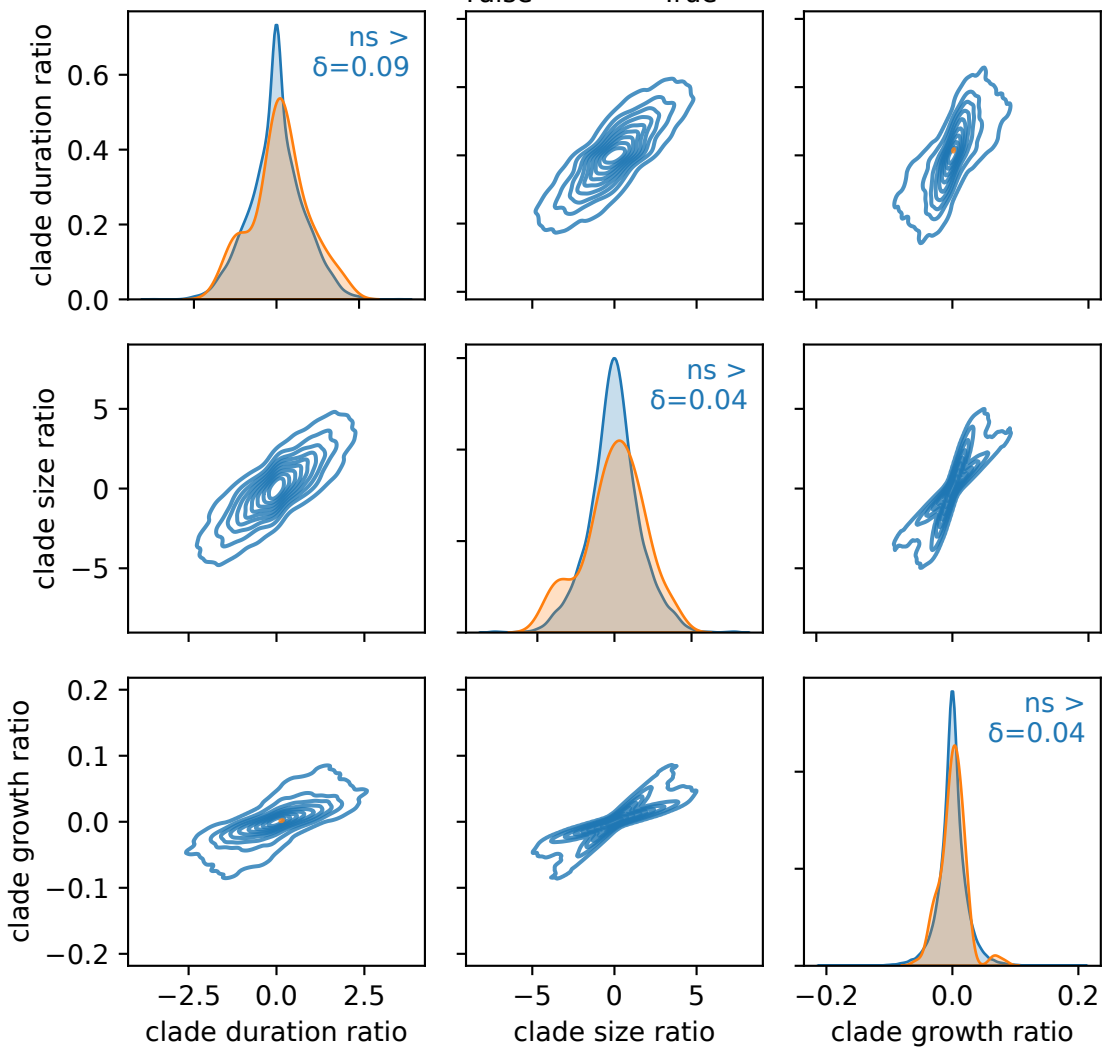 True
clade duration ratio
0.6
0.4
0.2
0.0
ns >
δ=0.09
clade size ratio
5
0
−5
ns >
δ=0.04
clade growth ratio
0.2
0.1
0.0
−0.1
−0.2
ns >
δ=0.04
−2.5 0.0 2.5
−5 0 5
−0.2 0.0 0.2
clade duration ratio
clade size ratio
clade growth ratio